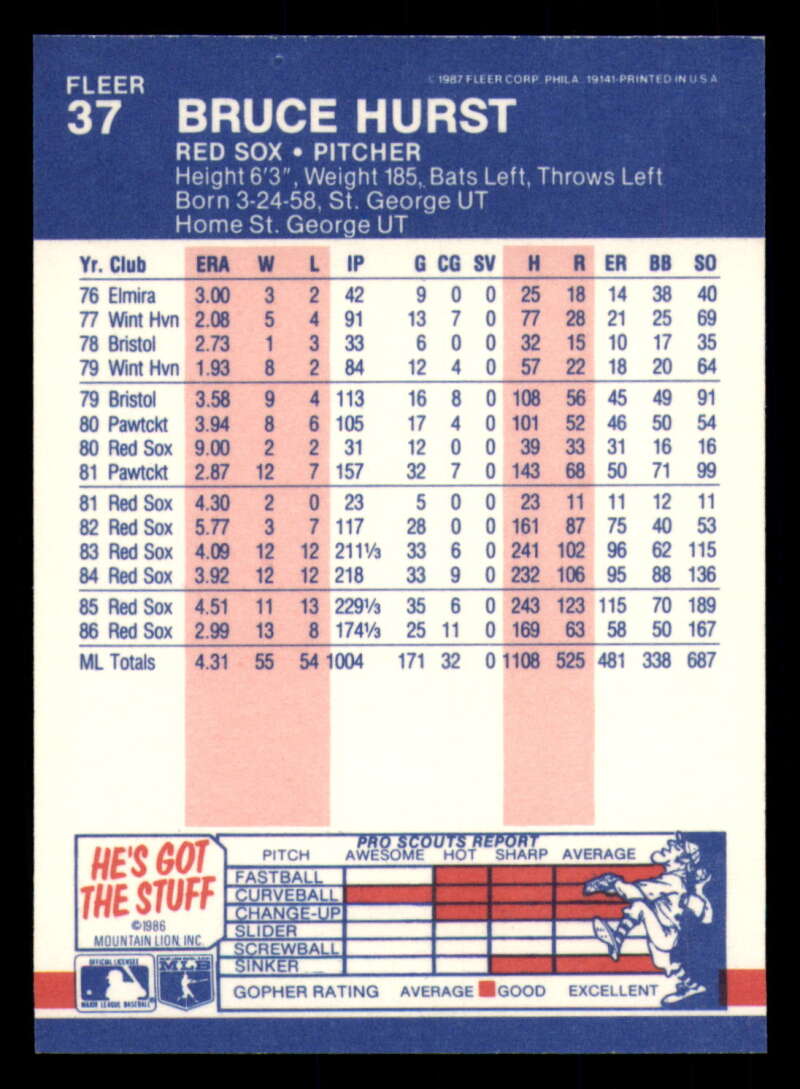 FLEER
©1987 FLEER CORP. PHILA. 19141-PRINTED IN U.S.A
37 BRUCE HURST
RED SOX • PITCHER
Height 6'3", Weight 185, Bats Left, Throws Left
Born 3-24-58, St. George UT
Home St. George UT
Yr. Club ERA W L IP G CG SV H R ER BB SO
76 Elmira 3.00 3 2 42 9 0 0 25 18 14 38 40
77 Wint Hvn 2.08 5 4 91 13 7 0 77 28 21 25 69
78 Bristol 2.73 1 3 33 6 0 0 32 15 10 17 35
79 Wint Hvn 1.93 8 2 84 12 4 0 57 22 18 20 64
79 Bristol 3.58 9 4 113 16 8 0 108 56 45 49 91
80 Pawtckt 3.94 8 6 105 17 4 0 101 52 46 50 54
80 Red Sox 9.00 2 2 31 12 0 0 39 33 31 16 16
81 Pawtckt 2.87 12 7 157 32 7 0 143 68 50 71 99
81 Red Sox 4.30 2 0 23 5 0 0 23 11 11 12 11
82 Red Sox 5.77 3 7 117 28 0 0 161 87 75 40 53
83 Red Sox 4.09 12 12 211⅓ 33 6 0 241 102 96 62 115
84 Red Sox 3.92 12 12 218 33 9 0 232 106 95 88 136
85 Red Sox 4.51 11 13 229⅓ 35 6 0 243 123 115 70 189
86 Red Sox 2.99 13 8 174⅓ 25 11 0 169 63 58 50 167
ML Totals 4.31 55 54 1004 171 32 0 1108 525 481 338 687
HE'S GOT
THE STUFF
©1986
MOUNTAIN LION, INC.
PRO SCOUTS REPORT
PITCH AWESOME HOT SHARP AVERAGE
FASTBALL
CURVEBALL
CHANGE-UP
SLIDER
SCREWBALL
SINKER
GOPHER RATING AVERAGE GOOD EXCELLENT
OFFICIAL LICENSEE
MAJOR LEAGUE BASEBALL
MLB